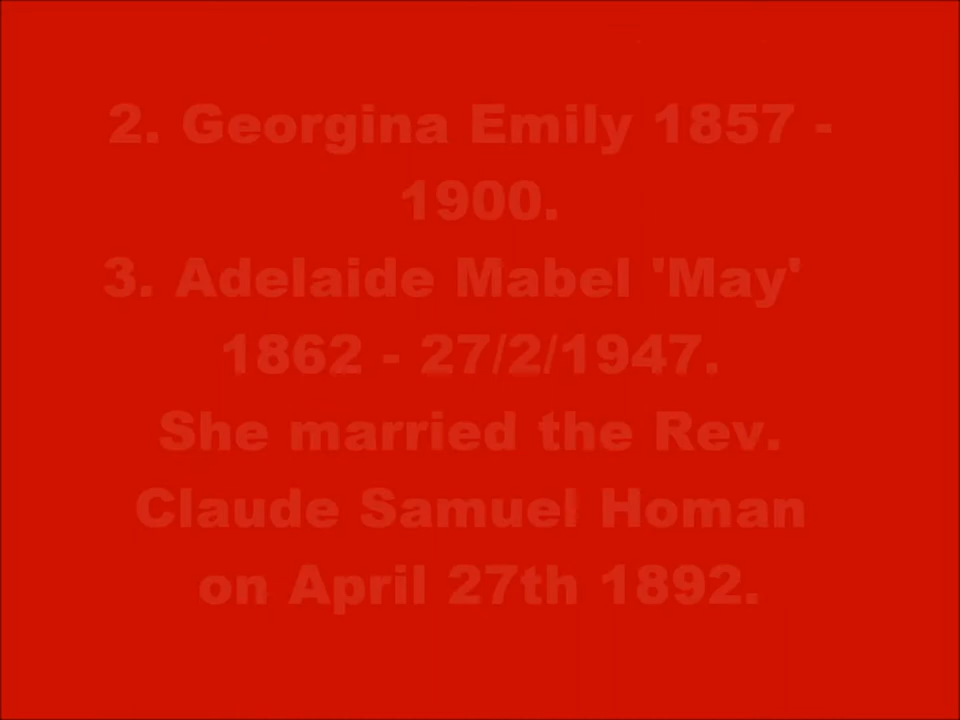 2. Georgina Emily 1857 -
1900.
3. Adelaide Mabel 'May'
1862 - 27/2/1947.
She married the Rev.
Claude Samuel Homan
on April 27th 1892.